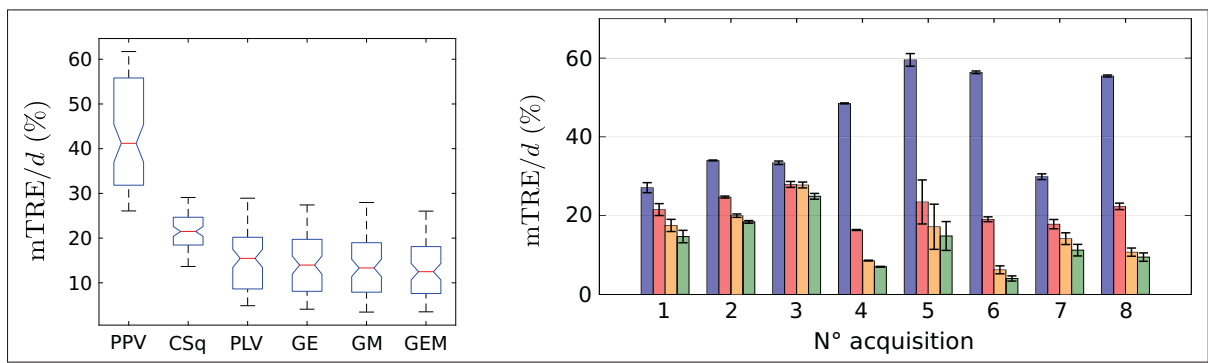 mTRE/d (%)
60
50
40
30
20
10
PPV CSq PLV GE GM GEM
mTRE/d (%)
60
40
20
0
1 2 3 4 5 6 7 8
N° acquisition